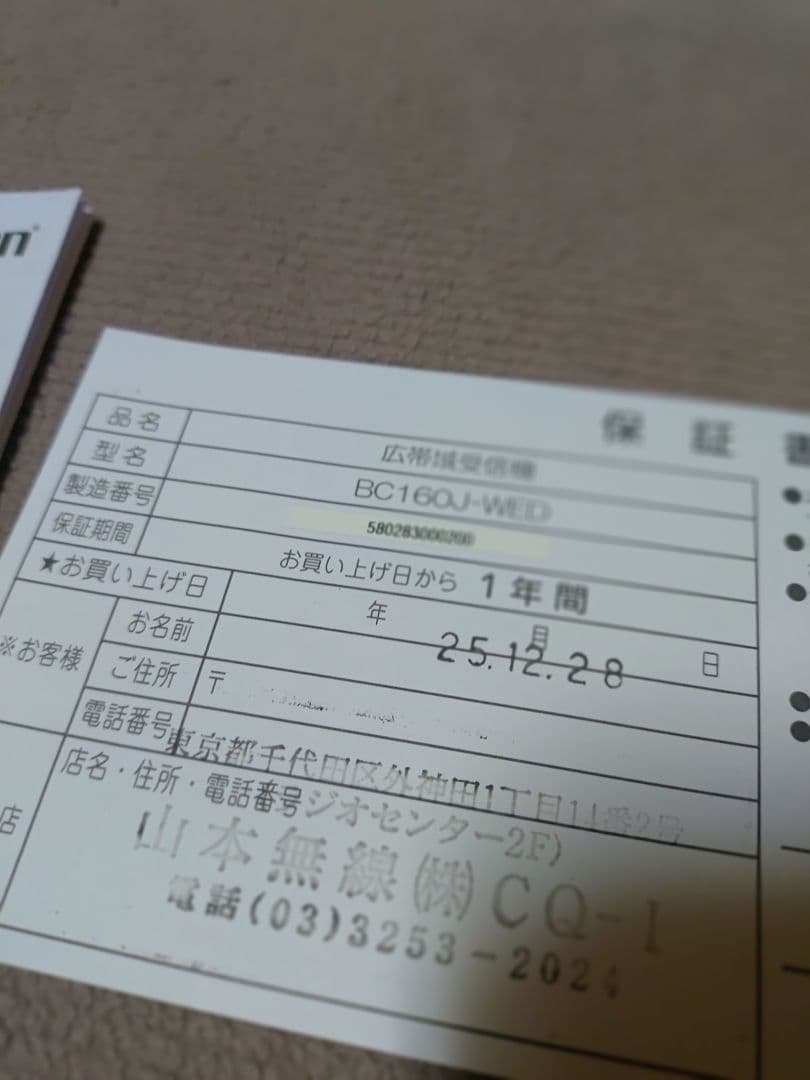 保証書
品名 広帯域受信機
型名 BC160J-WED
製造番号 580283000200
保証期間 お買い上げ日から1年間
★お買い上げ日 年 月 日
25.12.28
※お客様
お名前
ご住所 〒
電話番号
東京都千代田区外神田1丁目14番2号
店名・住所・電話番号
ジオセンター2F)
山本無線(株)CQ-1
電話(03)3253-202
店